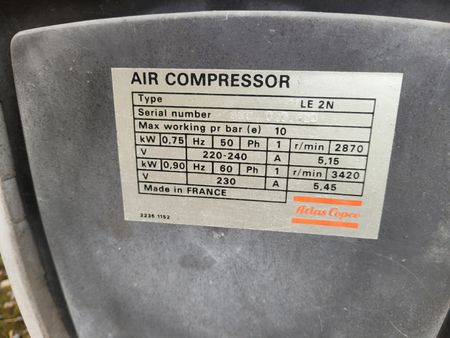 AIR COMPRESSOR
Type LE 2N
Serial number
Max working pr bar (e) 10
kW 0,75 Hz 50 Ph 1 r/min 2870
V 220-240 A 5,15
kW 0,90 Hz 60 Ph 1 r/min 3420
V 230 A 5,45
Made in FRANCE
Atlas Copco
2235 1152